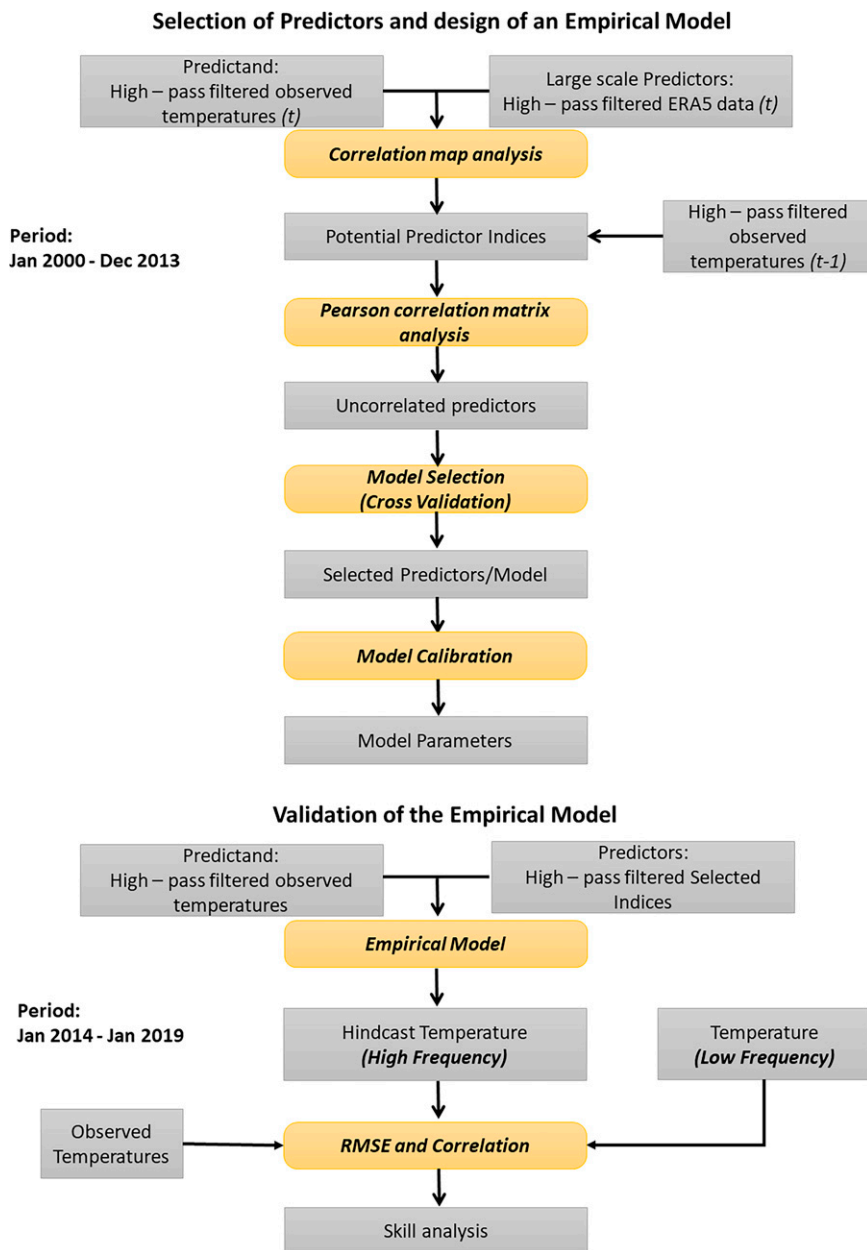 Selection of Predictors and design of an Empirical Model
Predictand:
High – pass filtered observed
temperatures (t)
Large scale Predictors:
High – pass filtered ERA5 data (t)
Correlation map analysis
Period:
Jan 2000 - Dec 2013
Potential Predictor Indices
High – pass filtered
observed
temperatures (t-1)
Pearson correlation matrix
analysis
Uncorrelated predictors
Model Selection
(Cross Validation)
Selected Predictors/Model
Model Calibration
Model Parameters
Validation of the Empirical Model
Predictand:
High – pass filtered observed
temperatures
Predictors:
High – pass filtered Selected
Indices
Empirical Model
Period:
Jan 2014 - Jan 2019
Hindcast Temperature
(High Frequency)
Temperature
(Low Frequency)
Observed
Temperatures
RMSE and Correlation
Skill analysis